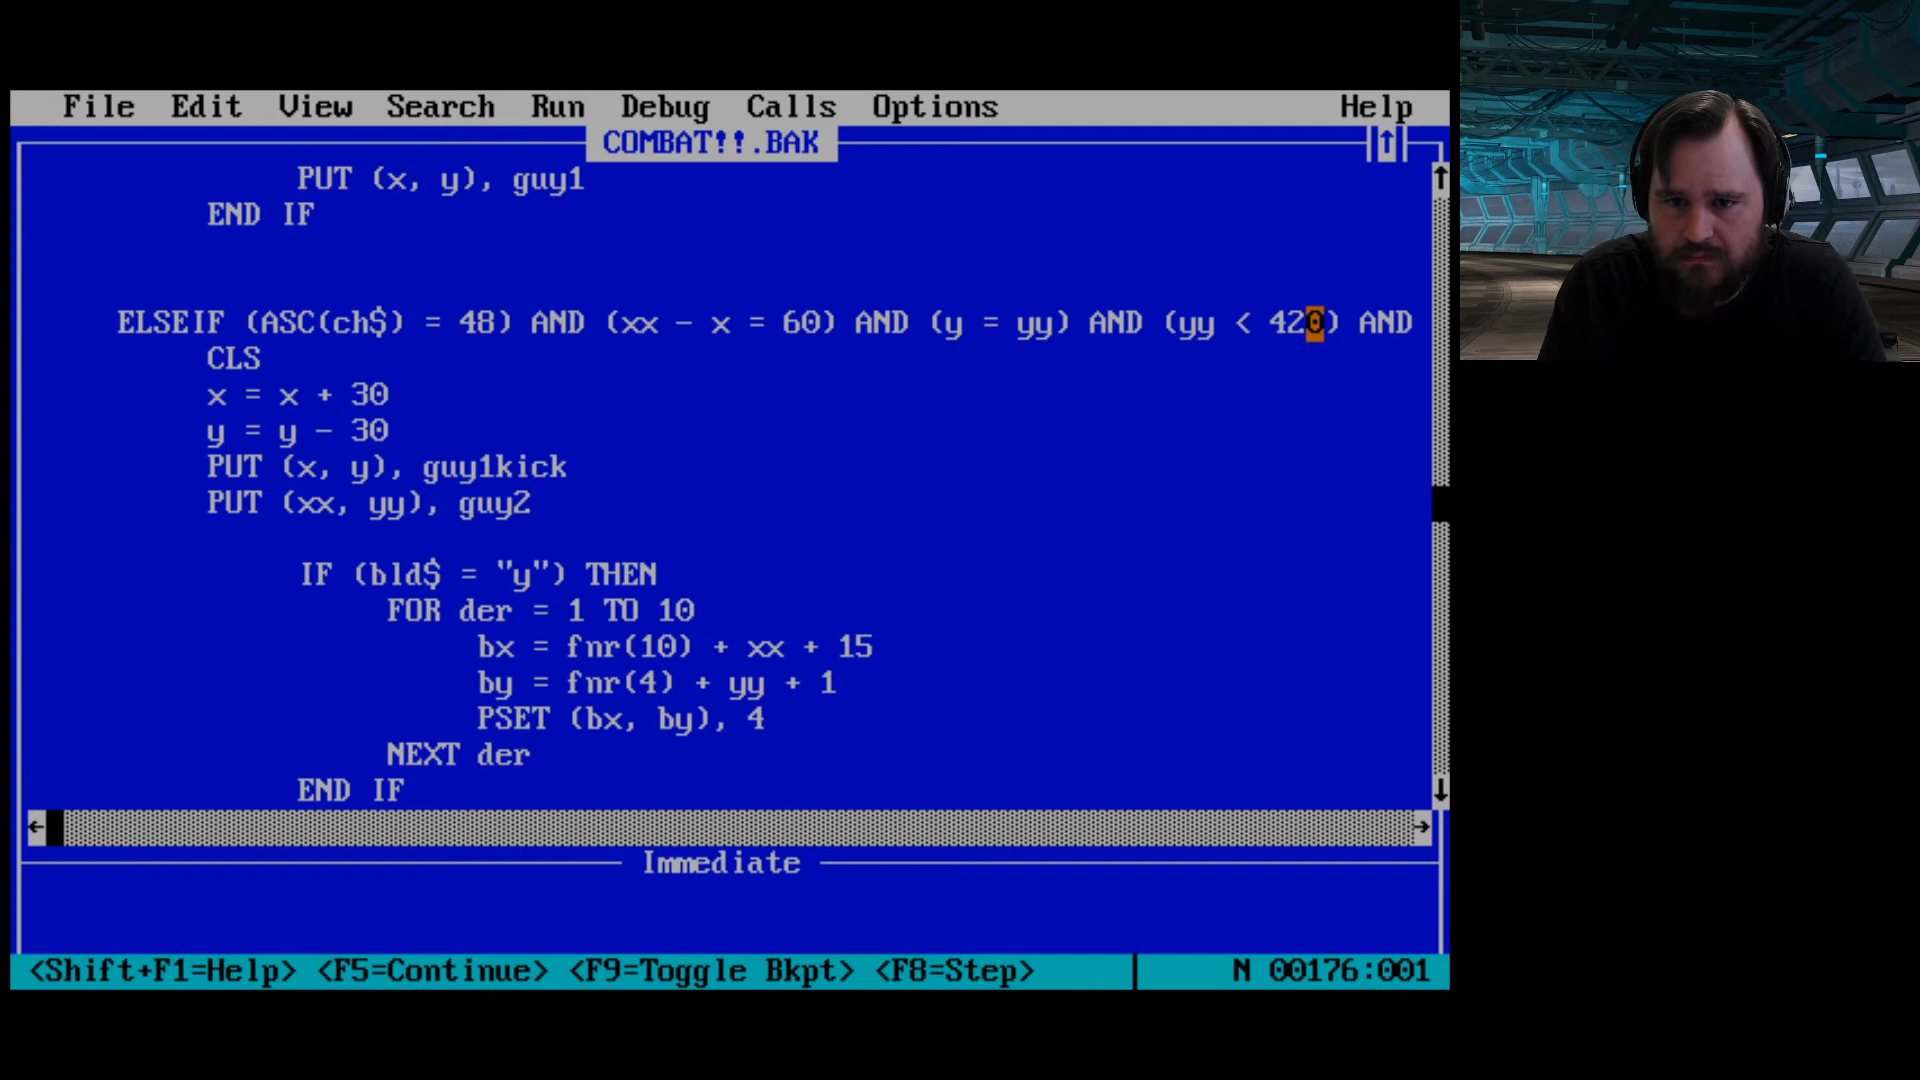 File Edit View Search Run Debug Calls Options Help
COMBAT!!.BAK
PUT (x, y), guy1
END IF
ELSEIF (ASC(ch$) = 48) AND (xx - x = 60) AND (y = yy) AND (yy < 420) AND
CLS
x = x + 30
y = y - 30
PUT (x, y), guy1kick
PUT (xx, yy), guy2
IF (bld$ = "y") THEN
FOR der = 1 TO 10
bx = fnr(10) + xx + 15
by = fnr(4) + yy + 1
PSET (bx, by), 4
NEXT der
END IF
Immediate
<Shift+F1=Help> <F5=Continue> <F9=Toggle Bkpt> <F8=Step> N 00176:001